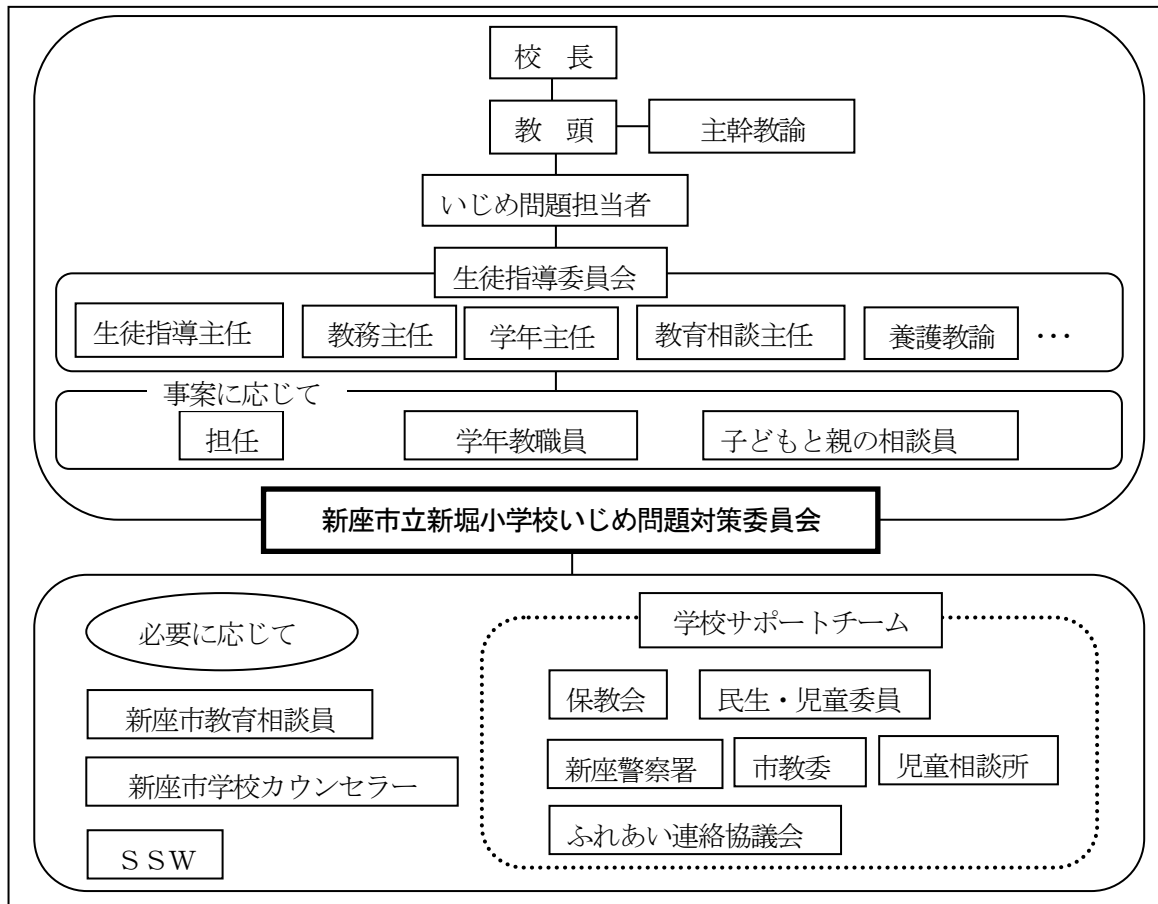 校　長
教　頭
主幹教諭
いじめ問題担当者
生徒指導委員会
生徒指導主任
教務主任
学年主任
教育相談主任
養護教諭
…
事案に応じて
担任
学年教職員
子どもと親の相談員
新座市立新堀小学校いじめ問題対策委員会
必要に応じて
新座市教育相談員
新座市学校カウンセラー
ＳＳＷ
学校サポートチーム
保教会
民生・児童委員
新座警察署
市教委
児童相談所
ふれあい連絡協議会